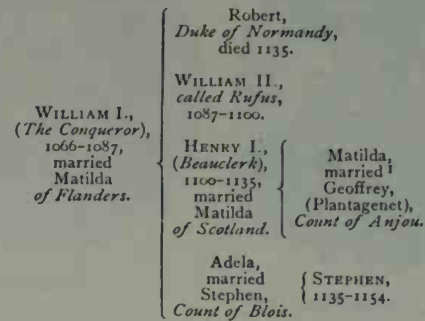 WILLIAM I.,
(The Conqueror),
1066-1087,
married
Matilda
of Flanders.
Robert,
Duke of Normandy,
died 1135.
WILLIAM II.,
called Rufus,
1087-1100.
HENRY I.,
(Beauclerk),
1100-1135,
married
Matilda
of Scotland.
Matilda,
married 1
Geoffrey,
(Plantagenet),
Count of Anjou.
Adela,
married
Stephen,
Count of Blois.
STEPHEN,
1135-1154.